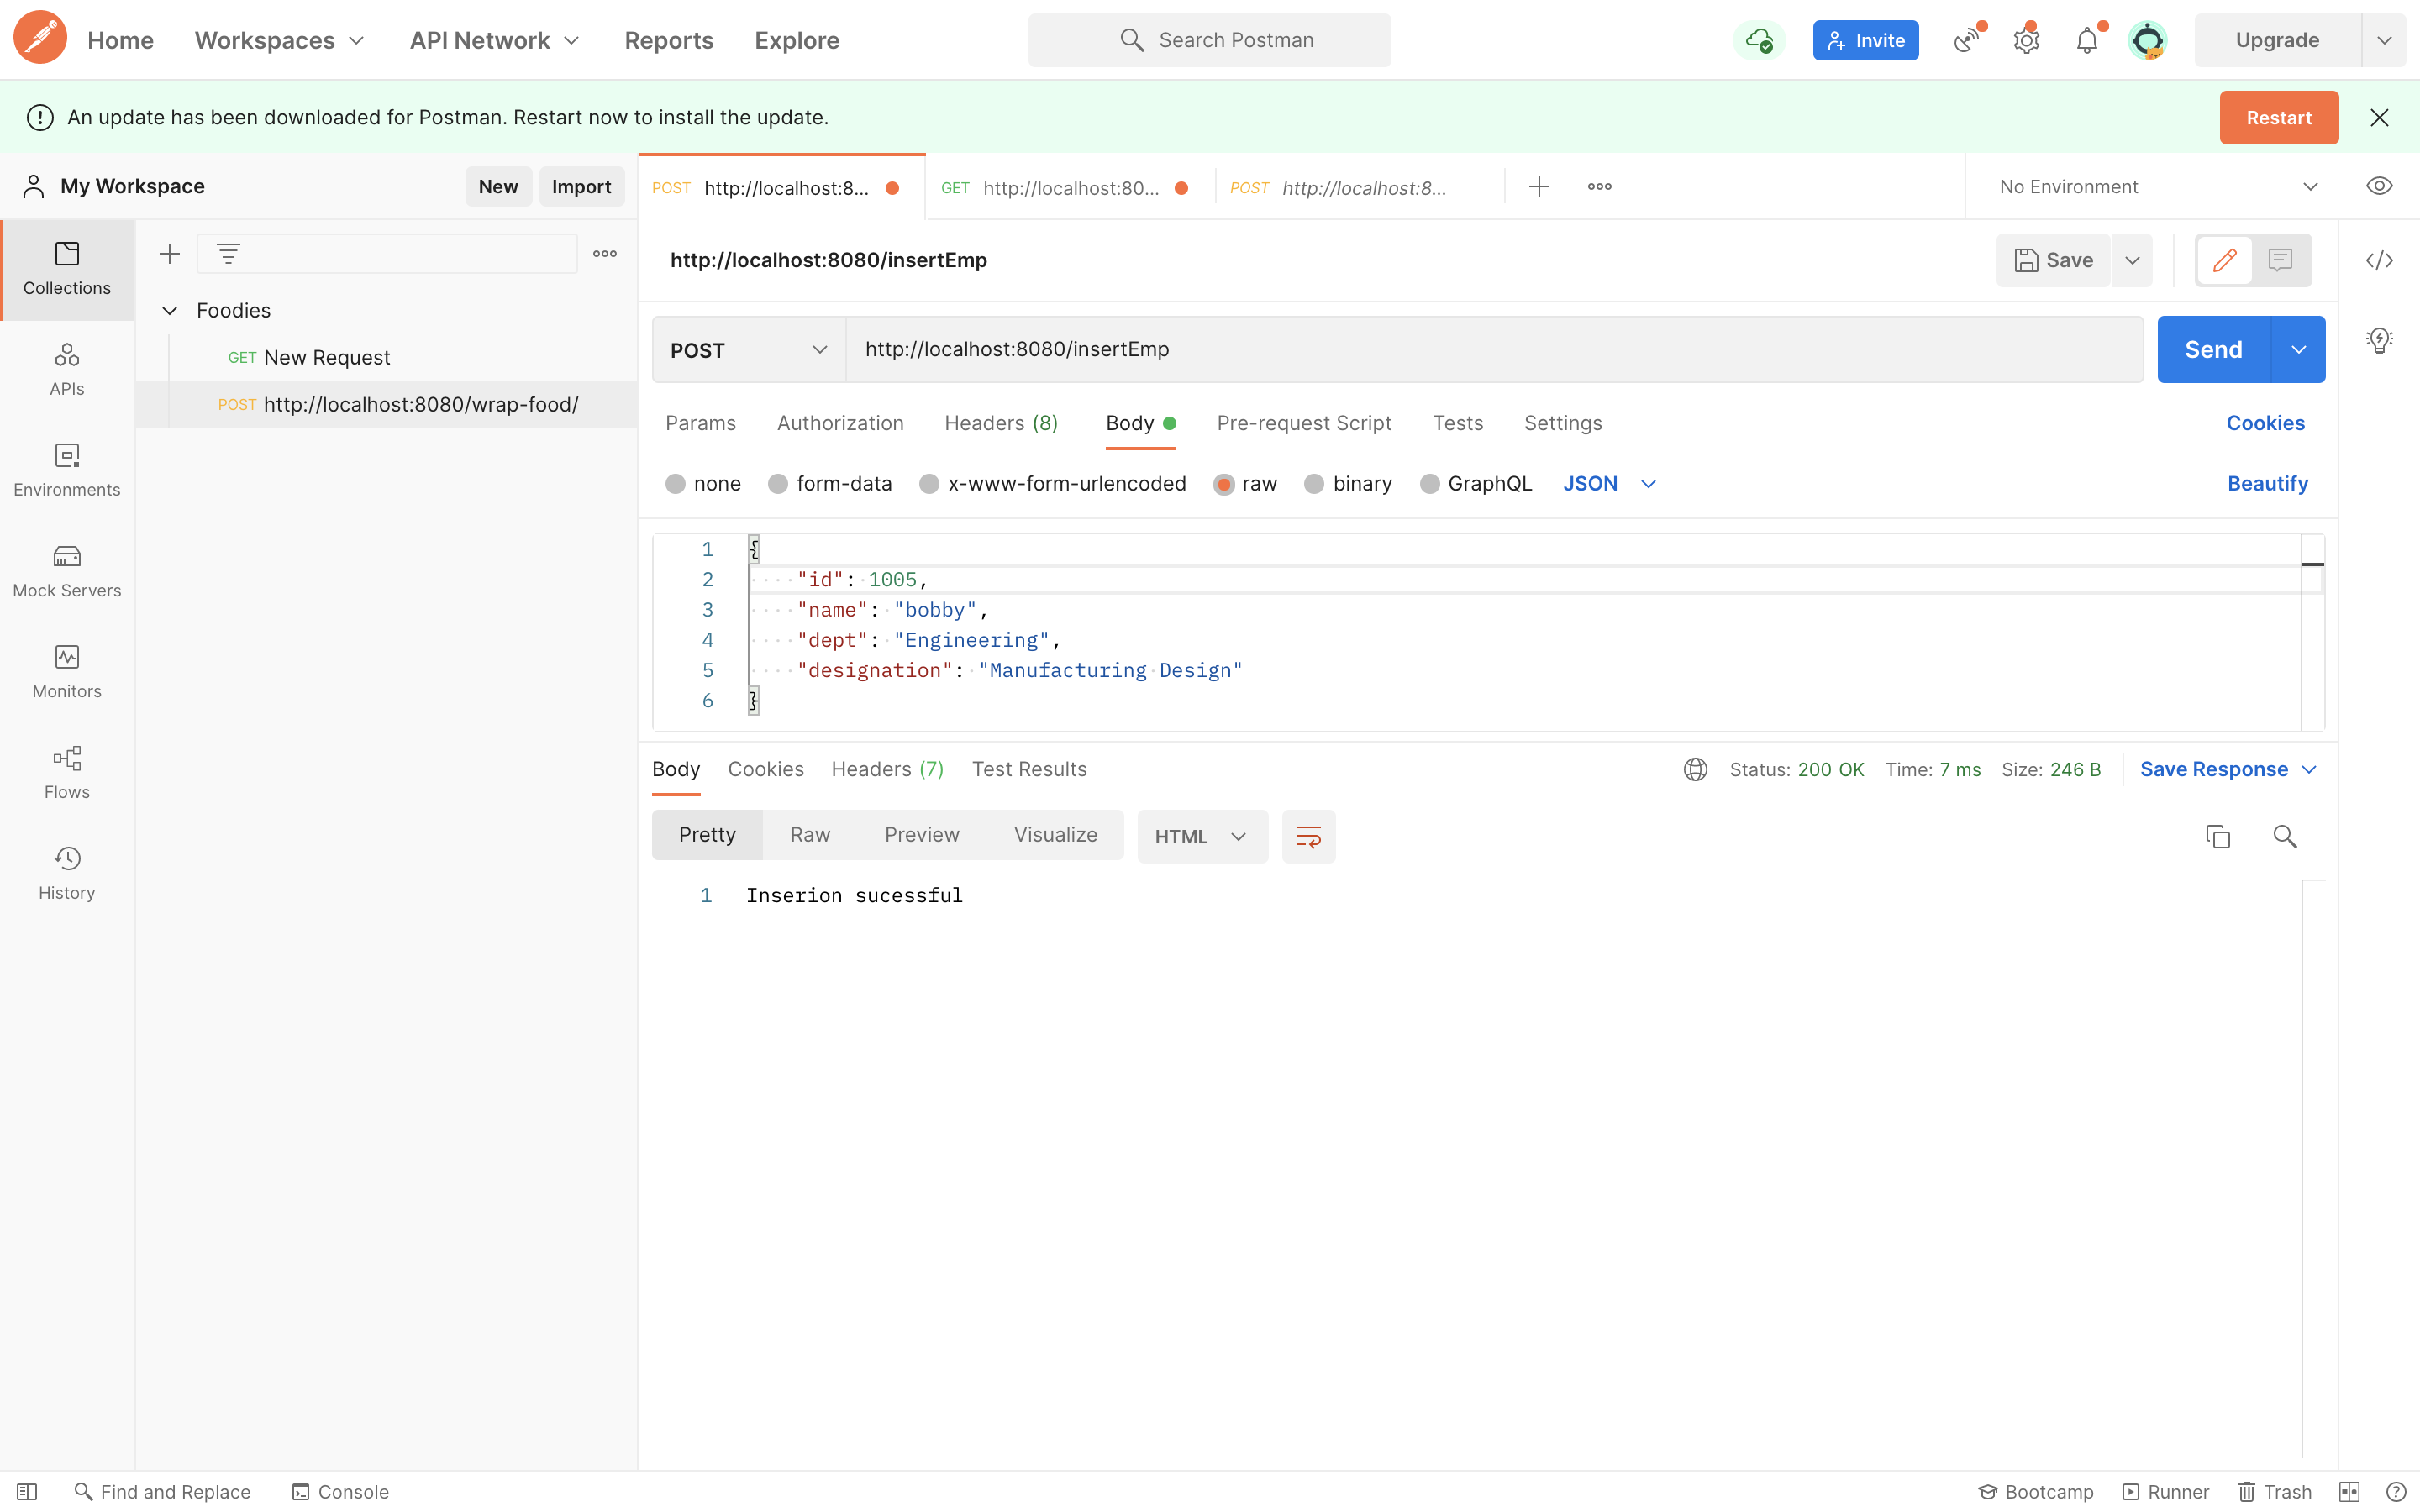 Home Workspaces API Network Reports Explore Search Postman Invite Upgrade
An update has been downloaded for Postman. Restart now to install the update. Restart
My Workspace New Import POST http://localhost:8... GET http://localhost:80... POST http://localhost:8... No Environment
Collections
APIs
Environments
Mock Servers
Monitors
Flows
History
Foodies
GET New Request
POST http://localhost:8080/wrap-food/
http://localhost:8080/insertEmp Save
POST http://localhost:8080/insertEmp Send
Params Authorization Headers (8) Body Pre-request Script Tests Settings Cookies
none form-data x-www-form-urlencoded raw binary GraphQL JSON Beautify
1 {
2 "id": 1005,
3 "name": "bobby",
4 "dept": "Engineering",
5 "designation": "Manufacturing Design"
6 }
Body Cookies Headers (7) Test Results Status: 200 OK Time: 7 ms Size: 246 B Save Response
Pretty Raw Preview Visualize HTML
1 Inserion sucessful
Find and Replace Console Bootcamp Runner Trash